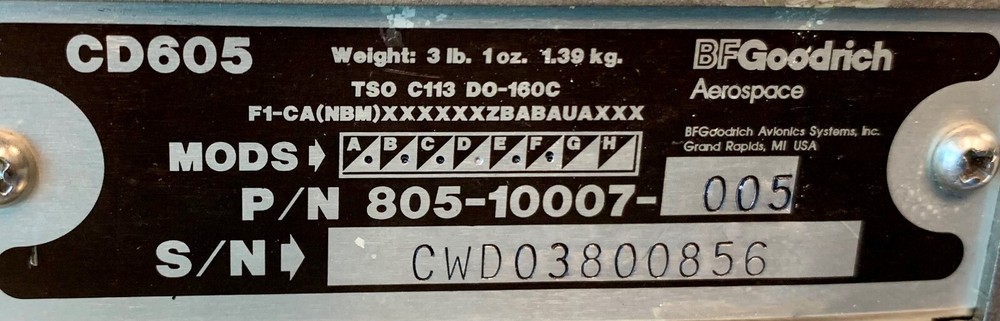 CD605
Weight: 3 lb. 1 oz. 1.39 kg.
BFGoodrich
Aerospace
TSO C113 DO-160C
F1-CA(NBM)XXXXXXZBABAUAXXX
BFGoodrich Avionics Systems, Inc.
Grand Rapids, MI USA
MODS A B C D E F G H
P/N 805-10007-005
S/N CWD03800856